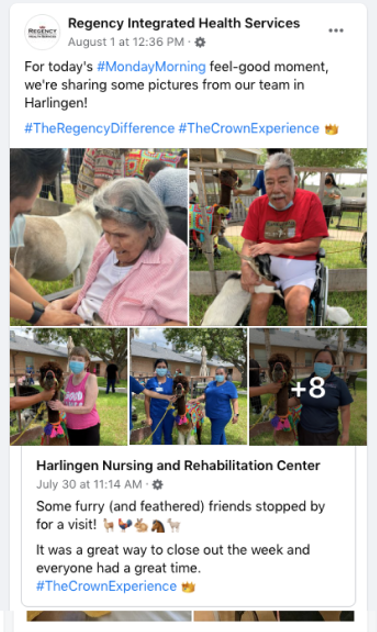 REGENCY
Regency Integrated Health Services
August 1 at 12:36 PM ·
For today's #MondayMorning feel-good moment,
we're sharing some pictures from our team in
Harlingen!
#TheRegencyDifference #TheCrownExperience 👑
+8
Harlingen Nursing and Rehabilitation Center
July 30 at 11:14 AM ·
Some furry (and feathered) friends stopped by
for a visit! 🦙🐓🐇🐴🐐
It was a great way to close out the week and
everyone had a great time.
#TheCrownExperience 👑